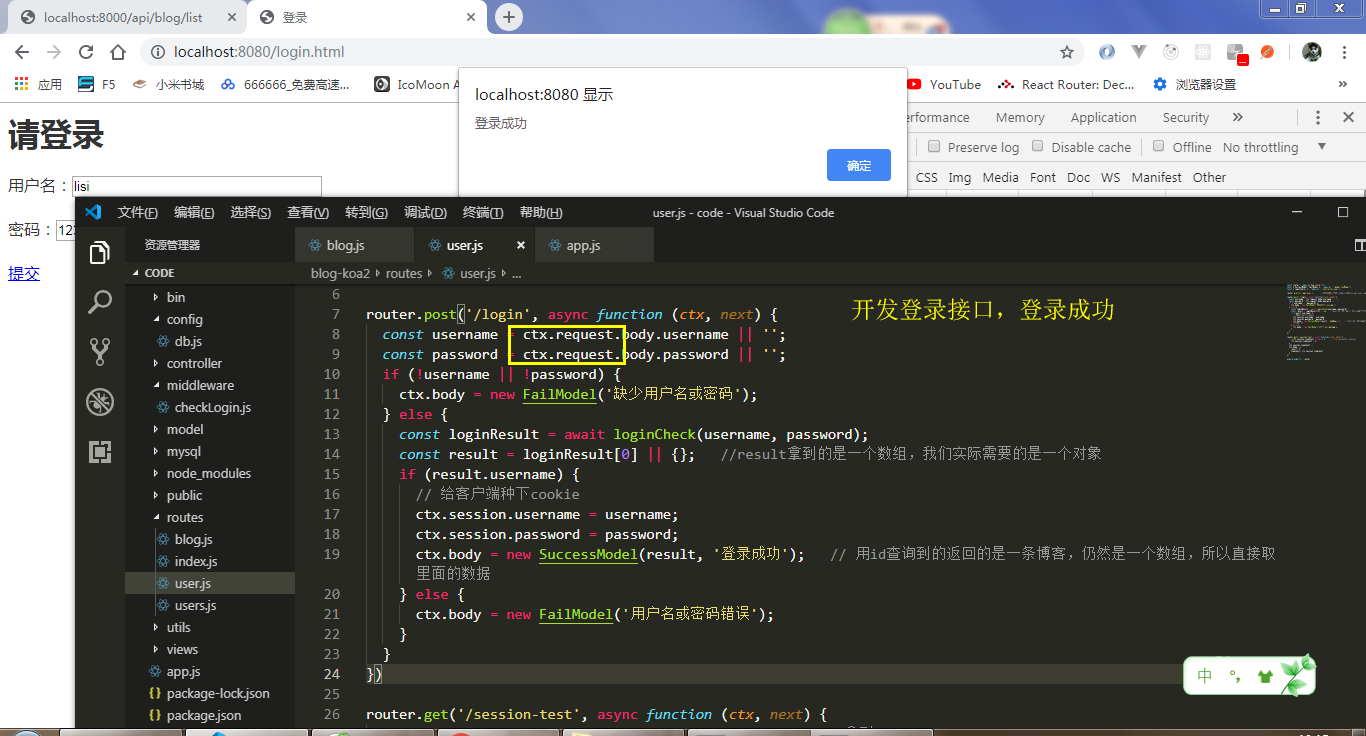 localhost:8000/api/blog/list
登录
localhost:8080/login.html
应用
F5
小米书城
666666_免费高速...
IcoMoon A
YouTube
React Router: Dec...
浏览器设置
»
localhost:8080 显示
登录成功
确定
请登录
用户名：lisi
密码：123
提交
erformance Memory Application Security »
Preserve log Disable cache Offline No throttling
CSS Img Media Font Doc WS Manifest Other
文件(F) 编辑(E) 选择(S) 查看(V) 转到(G) 调试(D) 终端(T) 帮助(H)
user.js - code - Visual Studio Code
资源管理器
blog.js user.js app.js
CODE
blog-koa2 routes user.js ...
bin
config
db.js
controller
middleware
checkLogin.js
model
mysql
node_modules
public
routes
blog.js
index.js
user.js
users.js
utils
views
app.js
{} package-lock.json
{} package.json
开发登录接口，登录成功
6
7 router.post('/login', async function (ctx, next) {
8 const username = ctx.request.body.username || '';
9 const password = ctx.request.body.password || '';
10 if (!username || !password) {
11 ctx.body = new FailModel('缺少用户名或密码');
12 } else {
13 const loginResult = await loginCheck(username, password);
14 const result = loginResult[0] || {}; //result拿到的是一个数组，我们实际需要的是一个对象
15 if (result.username) {
16 // 给客户端种下cookie
17 ctx.session.username = username;
18 ctx.session.password = password;
19 ctx.body = new SuccessModel(result, '登录成功'); // 用id查询到的返回的是一条博客，仍然是一个数组，所以直接取
里面的数据
20 } else {
21 ctx.body = new FailModel('用户名或密码错误');
22 }
23 }
24 })
25
26 router.get('/session-test', async function (ctx, next) {
中 °,